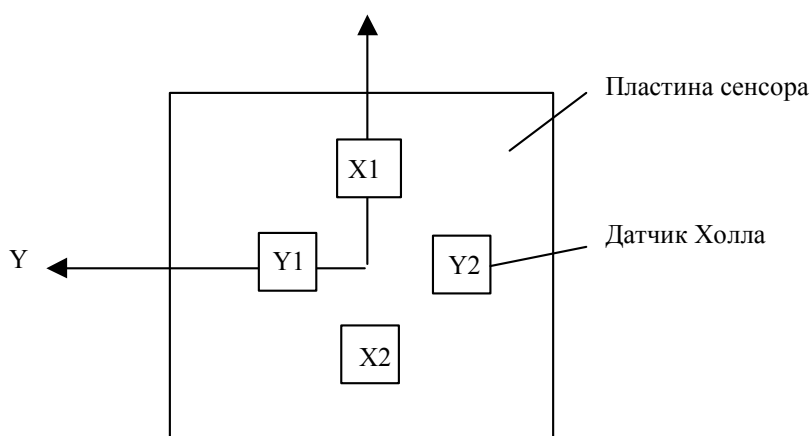 Пластина сенсора
X1
Датчик Холла
Y
Y1
Y2
X2